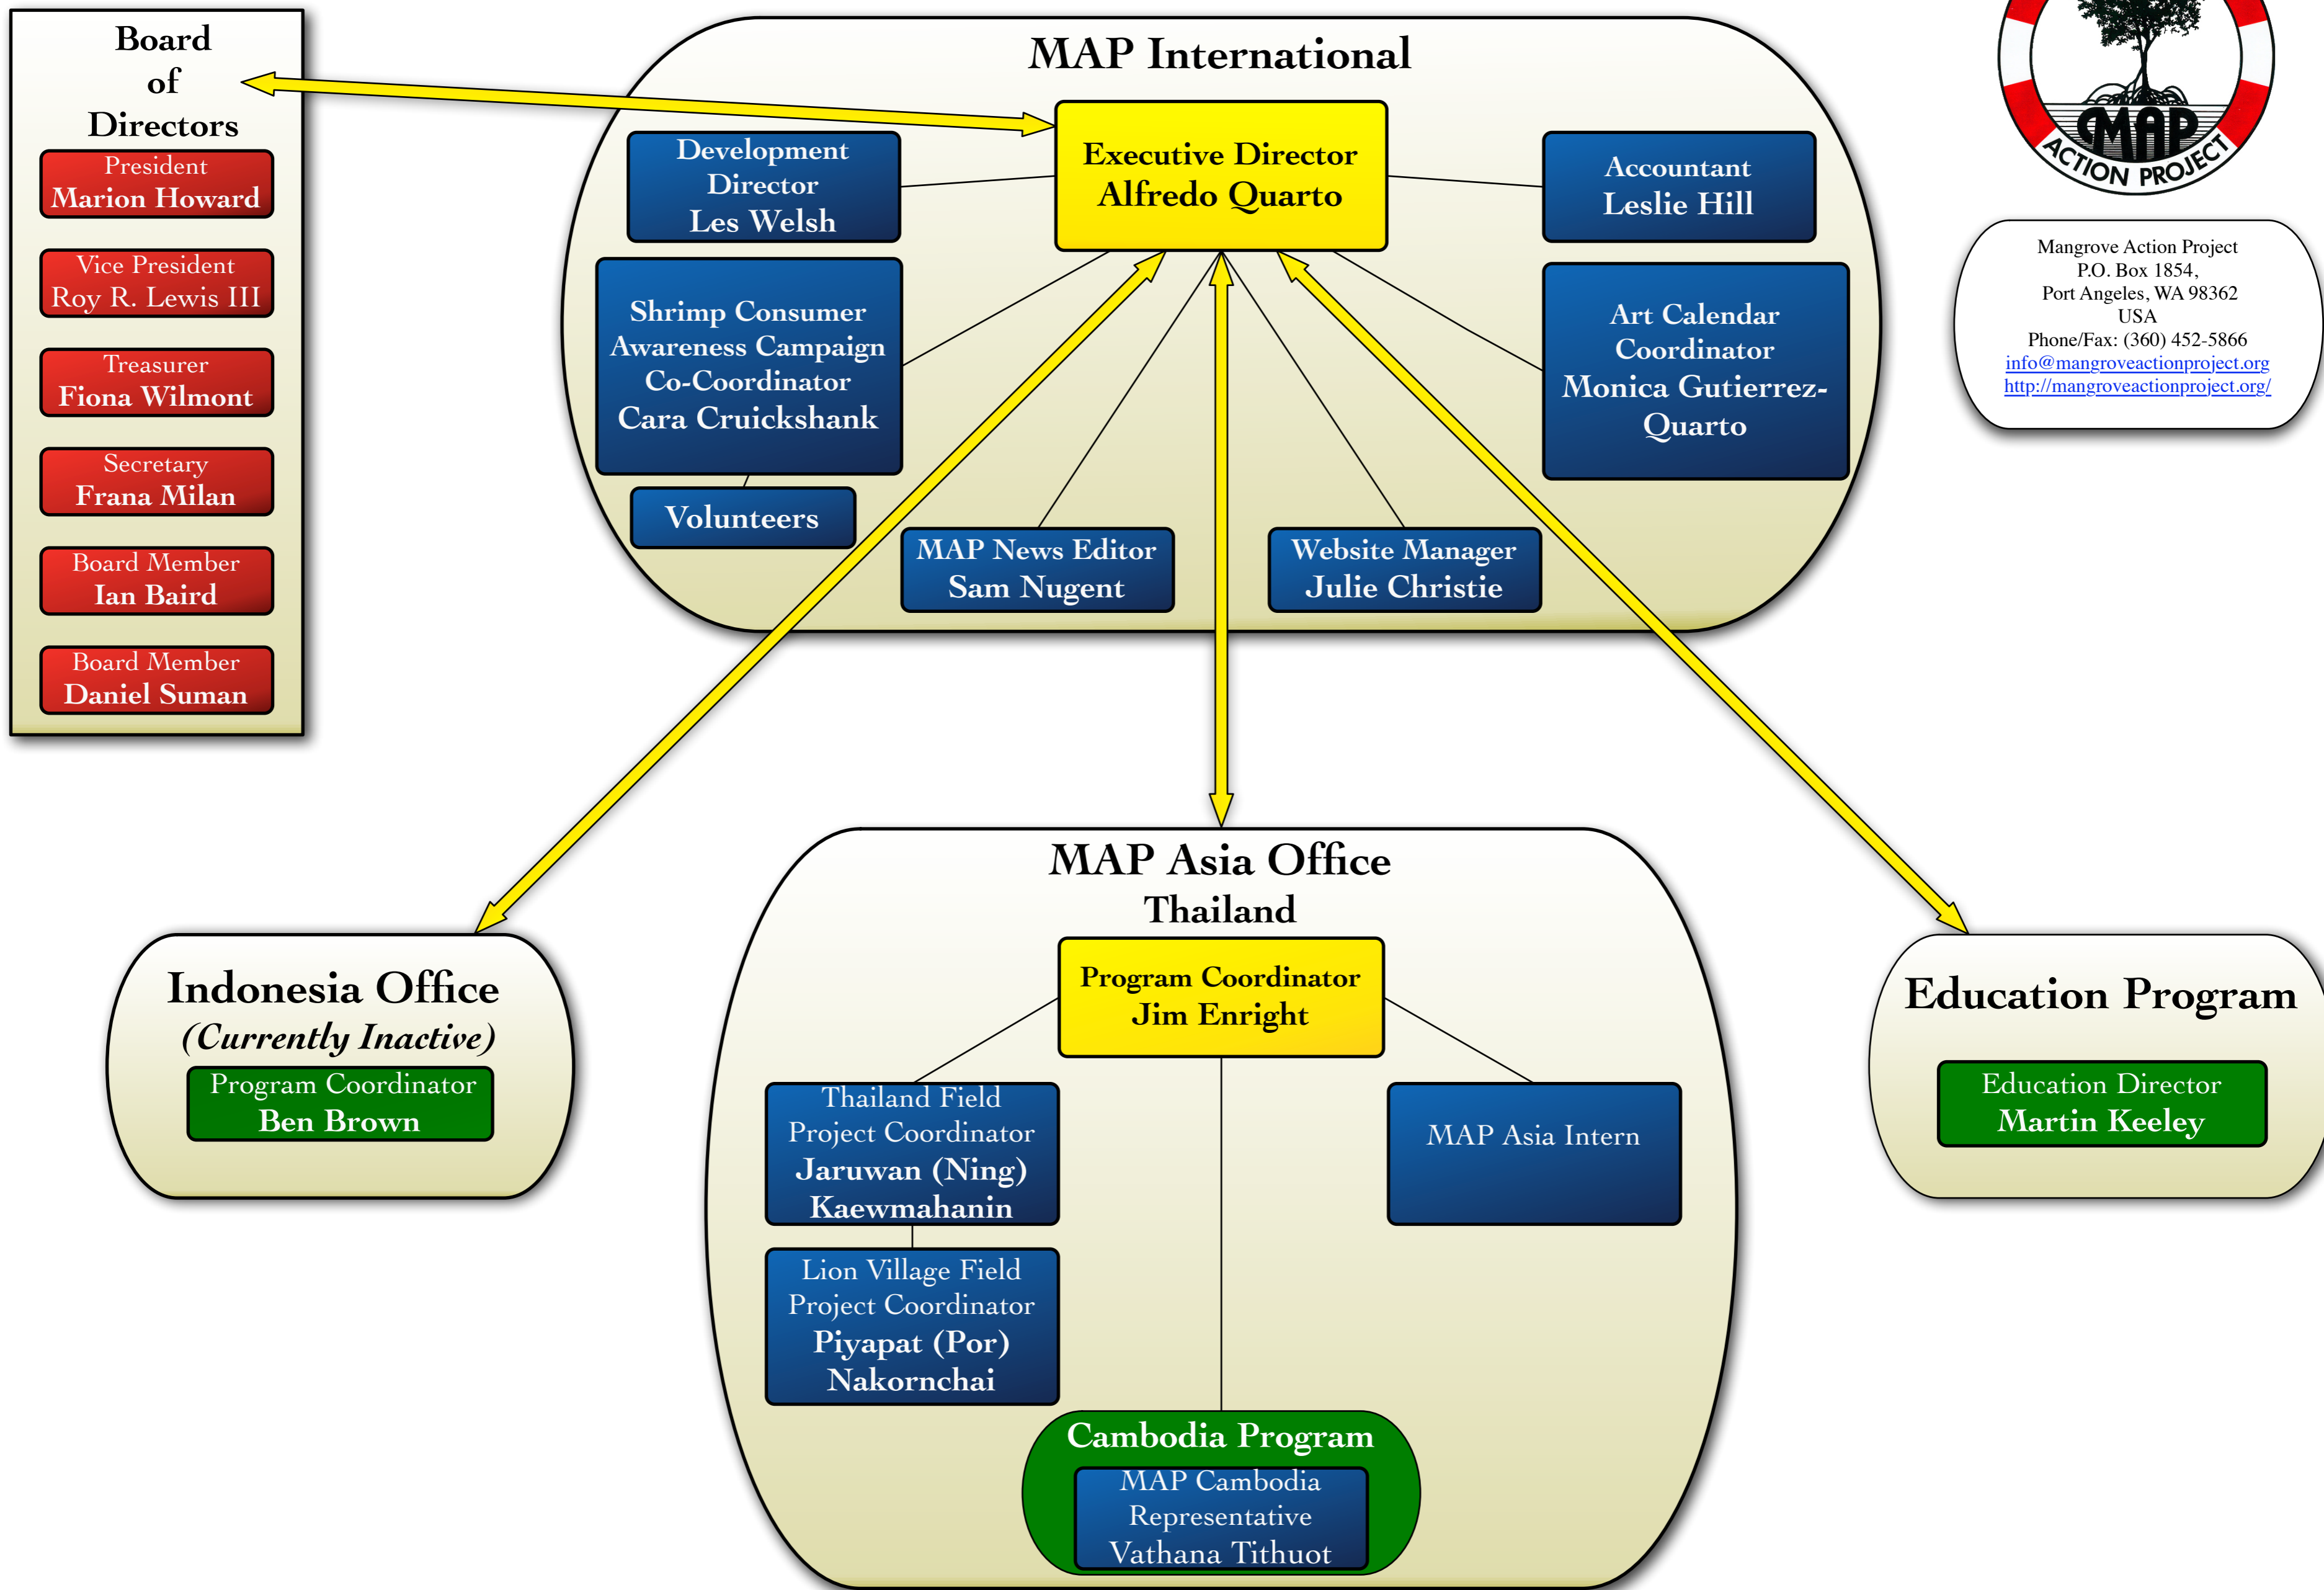 Board
of
Directors
President
Marion Howard
Vice President
Roy R. Lewis III
Treasurer
Fiona Wilmont
Secretary
Frana Milan
Board Member
Ian Baird
Board Member
Daniel Suman
MAP International
Executive Director
Alfredo Quarto
Development
Director
Les Welsh
Accountant
Leslie Hill
Shrimp Consumer
Awareness Campaign
Co-Coordinator
Cara Cruickshank
Art Calendar
Coordinator
Monica Gutierrez-
Quarto
Volunteers
MAP News Editor
Sam Nugent
Website Manager
Julie Christie
MAP
ACTION PROJECT
Mangrove Action Project
P.O. Box 1854,
Port Angeles, WA 98362
USA
Phone/Fax: (360) 452-5866
info@mangroveactionproject.org
http://mangroveactionproject.org/
Indonesia Office
(Currently Inactive)
Program Coordinator
Ben Brown
MAP Asia Office
Thailand
Program Coordinator
Jim Enright
Thailand Field
Project Coordinator
Jaruwan (Ning)
Kaewmahanin
MAP Asia Intern
Lion Village Field
Project Coordinator
Piyapat (Por)
Nakornchai
Cambodia Program
MAP Cambodia
Representative
Vathana Tithuot
Education Program
Education Director
Martin Keeley